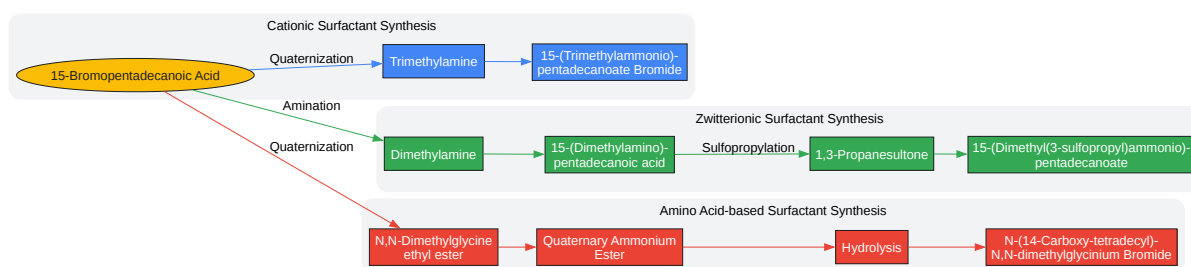 Cationic Surfactant Synthesis
15-Bromopentadecanoic Acid
Quaternization
Trimethylamine
15-(Trimethylammonio)-
pentadecanoate Bromide
Amination
Zwitterionic Surfactant Synthesis
Dimethylamine
15-(Dimethylamino)-
pentadecanoic acid
Sulfopropylation
1,3-Propanesultone
15-(Dimethyl(3-sulfopropyl)ammonio)-
pentadecanoate
Quaternization
Amino Acid-based Surfactant Synthesis
N,N-Dimethylglycine
ethyl ester
Quaternary Ammonium
Ester
Hydrolysis
N-(14-Carboxy-tetradecyl)-
N,N-dimethylglycinium Bromide